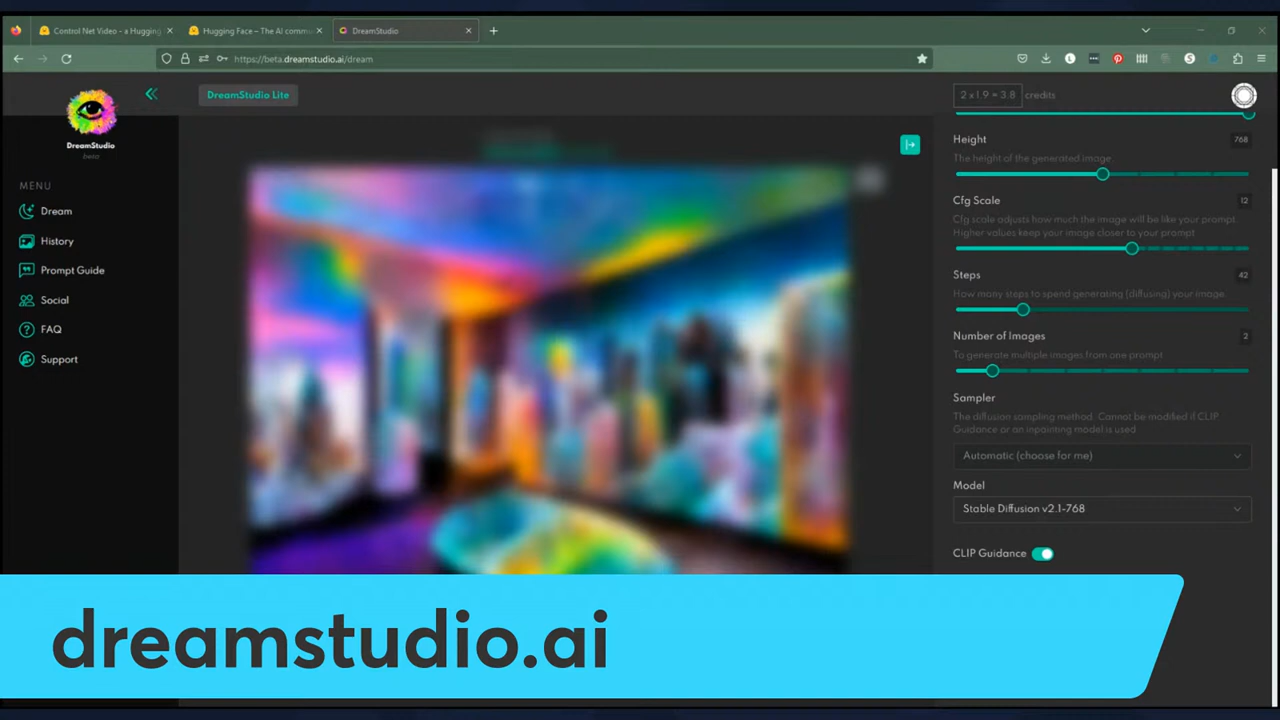 Control Net Video - a Hugging
Hugging Face – The AI commu
DreamStudio
https://beta.dreamstudio.ai/dream
DreamStudio
beta
DreamStudio Lite
2 x 1.9 = 3.8 credits
MENU
Dream
History
Prompt Guide
Social
FAQ
Support
Height 768
The height of the generated image.
Cfg Scale 12
Cfg scale adjusts how much the image will be like your prompt.
Higher values keep your image closer to your prompt
Steps 42
How many steps to spend generating (diffusing) your image.
Number of Images 2
To generate multiple images from one prompt
Sampler
The diffusion sampling method. Cannot be modified if CLIP
Guidance or an inpainting model is used
Automatic (choose for me)
Model
Stable Diffusion v2.1-768
CLIP Guidance
dreamstudio.ai